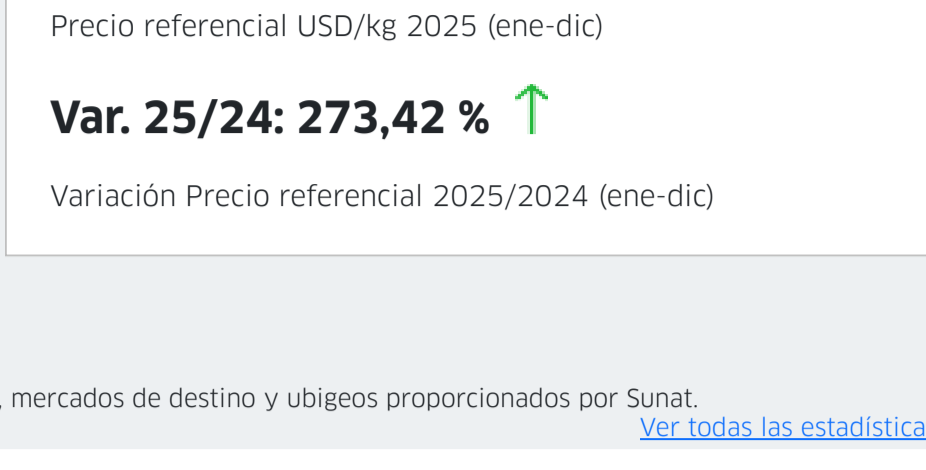 Precio referencial USD/kg 2025 (ene-dic)
Var. 25/24: 273,42 % ↑
Variación Precio referencial 2025/2024 (ene-dic)
, mercados de destino y ubigeos proporcionados por Sunat.
Ver todas las estadística